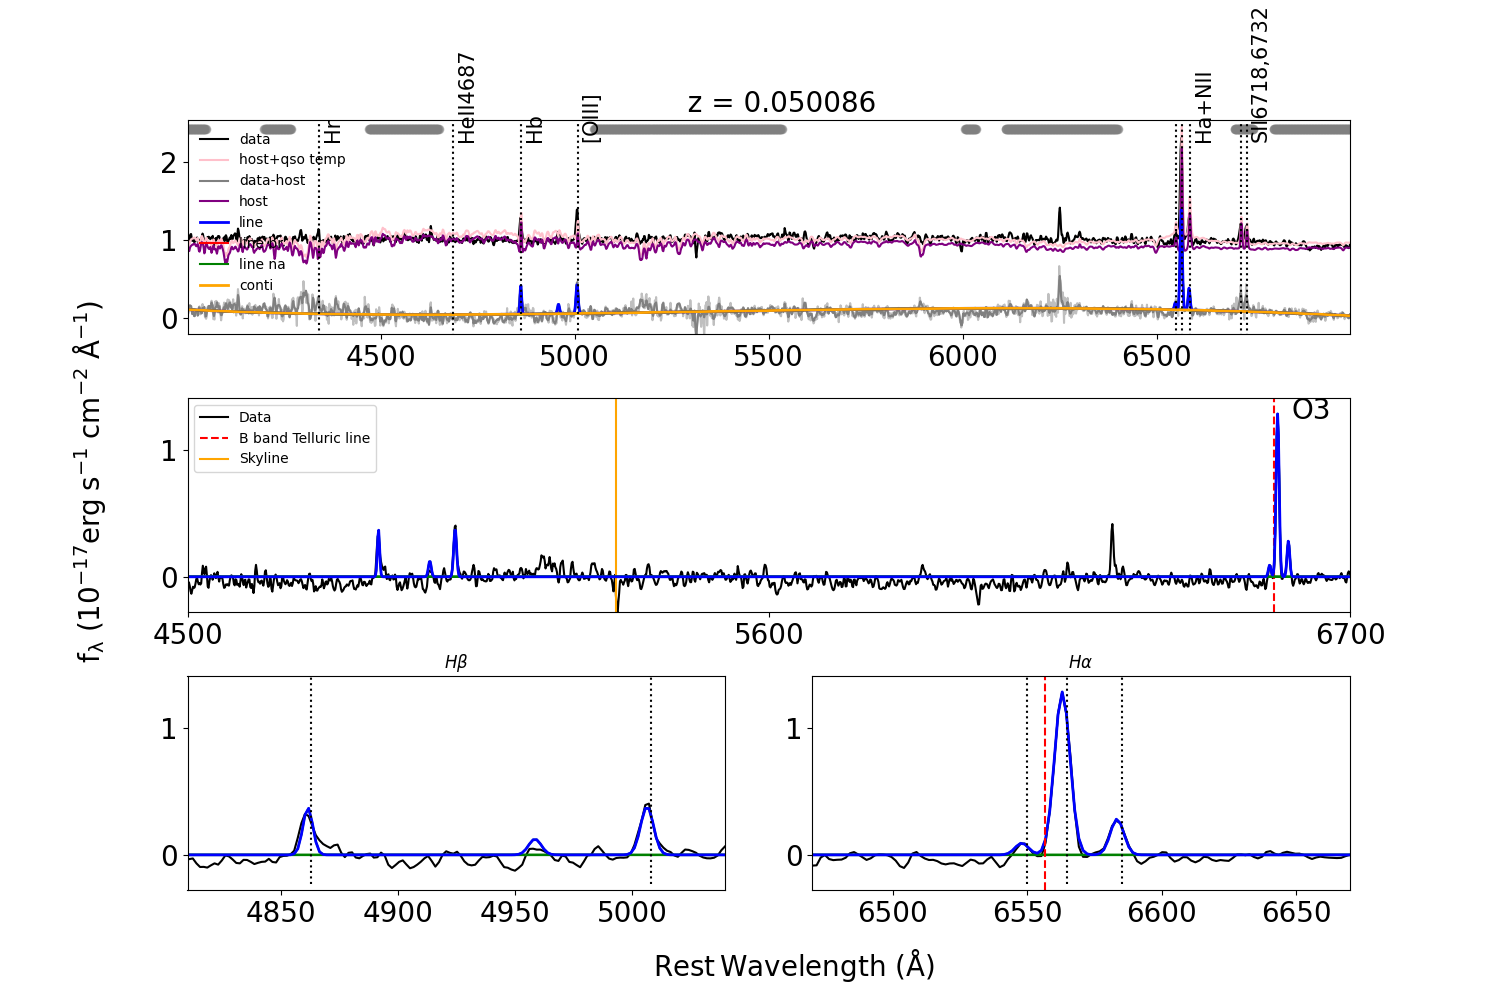 z = 0.050086
Hr
HeII4687
Hb
[OIII]
Ha+NII
SII6718,6732
data
host+qso temp
data-host
host
line
line br
line na
conti
2
1
0
4500 5000 5500 6000 6500
Data
B band Telluric line
Skyline
O3
1
0
4500 5600 6700
fλ (10⁻¹⁷erg s⁻¹ cm⁻² Å⁻¹)
Hβ
1
0
4850 4900 4950 5000
Hα
1
0
6500 6550 6600 6650
Rest Wavelength (Å)